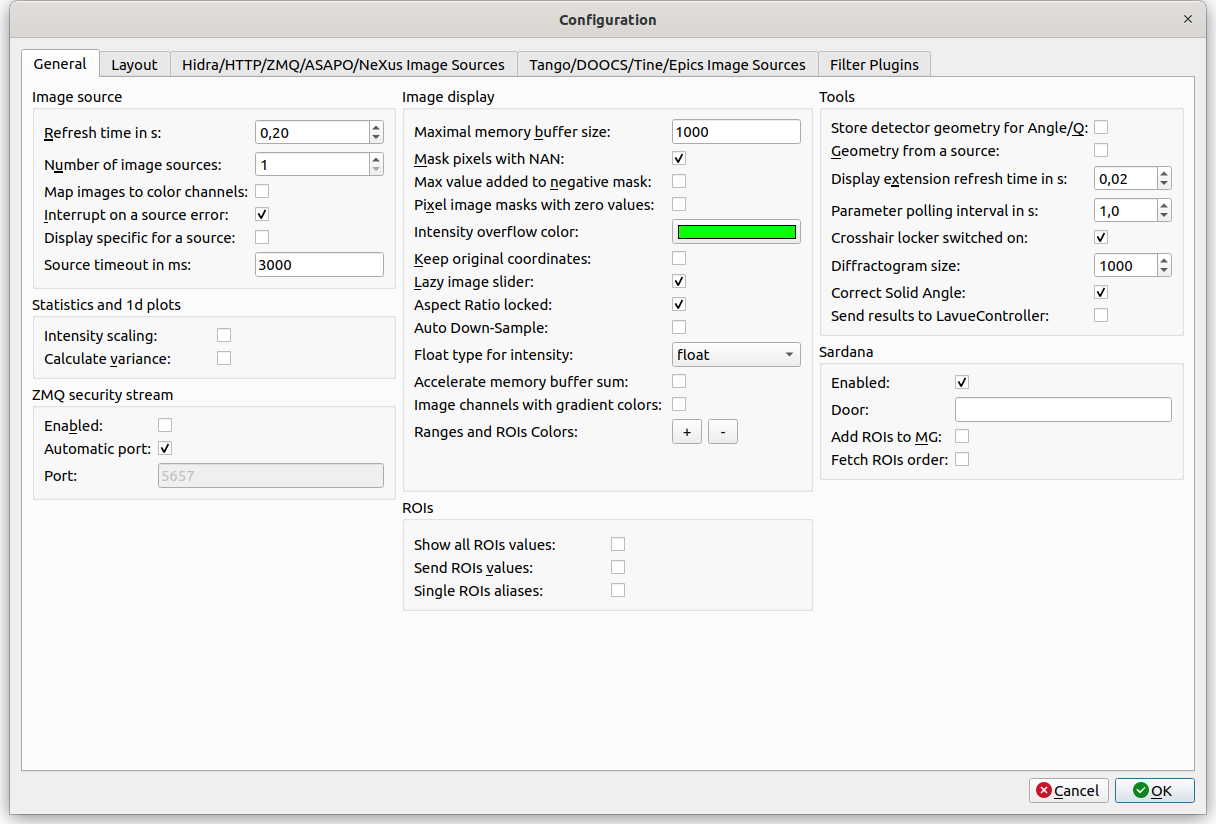 Configuration
General
Layout
Hidra/HTTP/ZMQ/ASAPO/NeXus Image Sources
Tango/DOOCS/Tine/Epics Image Sources
Filter Plugins
Image source
Refresh time in s: 0,20
Number of image sources: 1
Map images to color channels:
Interrupt on a source error:
Display specific for a source:
Source timeout in ms: 3000
Statistics and 1d plots
Intensity scaling:
Calculate variance:
ZMQ security stream
Enabled:
Automatic port:
Port: 5657
Image display
Maximal memory buffer size: 1000
Mask pixels with NAN:
Max value added to negative mask:
Pixel image masks with zero values:
Intensity overflow color:
Keep original coordinates:
Lazy image slider:
Aspect Ratio locked:
Auto Down-Sample:
Float type for intensity: float
Accelerate memory buffer sum:
Image channels with gradient colors:
Ranges and ROIs Colors: + -
ROIs
Show all ROIs values:
Send ROIs values:
Single ROIs aliases:
Tools
Store detector geometry for Angle/Q:
Geometry from a source:
Display extension refresh time in s: 0,02
Parameter polling interval in s: 1,0
Crosshair locker switched on:
Diffractogram size: 1000
Correct Solid Angle:
Send results to LavueController:
Sardana
Enabled:
Door:
Add ROIs to MG:
Fetch ROIs order:
Cancel
OK